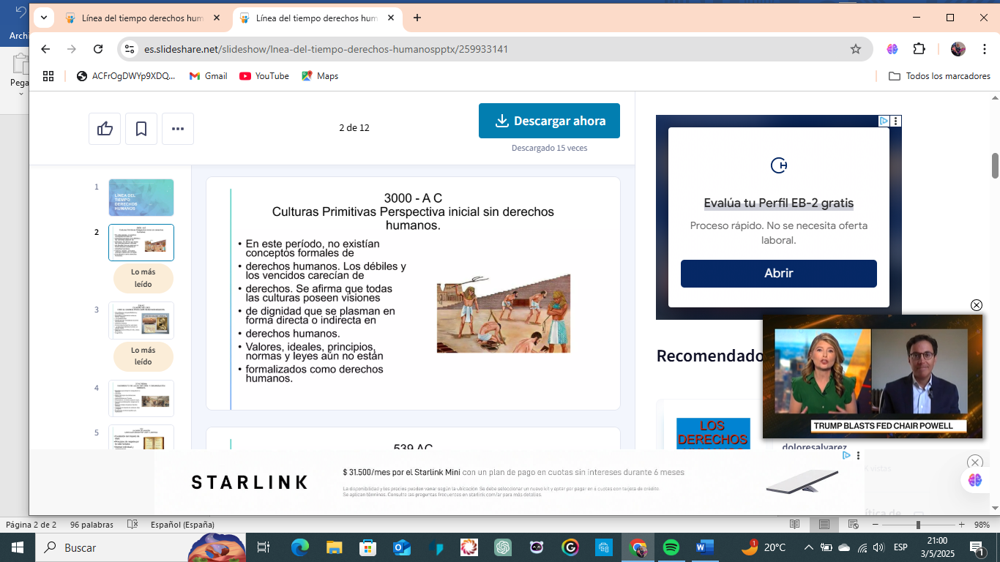 Archi
Pega
Línea del tiempo derechos hum
Línea del tiempo derechos hum
es.slideshare.net/slideshow/lnea-del-tiempo-derechos-humanospptx/259933141
ACFrOgDWYp9XDQ...
Gmail
YouTube
Maps
Todos los marcadores
2 de 12
Descargar ahora
Descargado 15 veces
1
LÍNEA DEL
TIEMPO
DERECHOS
HUMANOS
2
Lo más
leído
3
Lo más
leído
4
5
3000 - A C
Culturas Primitivas Perspectiva inicial sin derechos
humanos.
• En este período, no existían
conceptos formales de
• derechos humanos. Los débiles y
los vencidos carecían de
• derechos. Se afirma que todas
las culturas poseen visiones
• de dignidad que se plasman en
forma directa o indirecta en
• derechos humanos.
• Valores, ideales, principios,
normas y leyes aún no están
• formalizados como derechos
humanos.
539 AC
Evalúa tu Perfil EB-2 gratis
Proceso rápido. No se necesita oferta
laboral.
Abrir
Recomendado
LOS
DERECHOS
TRUMP BLASTS FED CHAIR POWELL
doloresalvarez
vistas
ítica de
STARLINK
$ 31.500/mes por el Starlink Mini con un plan de pago en cuotas sin intereses durante 6 meses
La disponibilidad y los precios pueden variar según la ubicación. Se debe seleccionar un nuevo kit y optar por pagar en 6 cuotas con tarjeta de crédito.
Se aplican términos. Consulte las preguntas frecuentes en starlink.com/ar para más detalles.
Página 2 de 2
96 palabras
Español (España)
98%
Buscar
1
20°C
ESP
21:00
3/5/2025
1